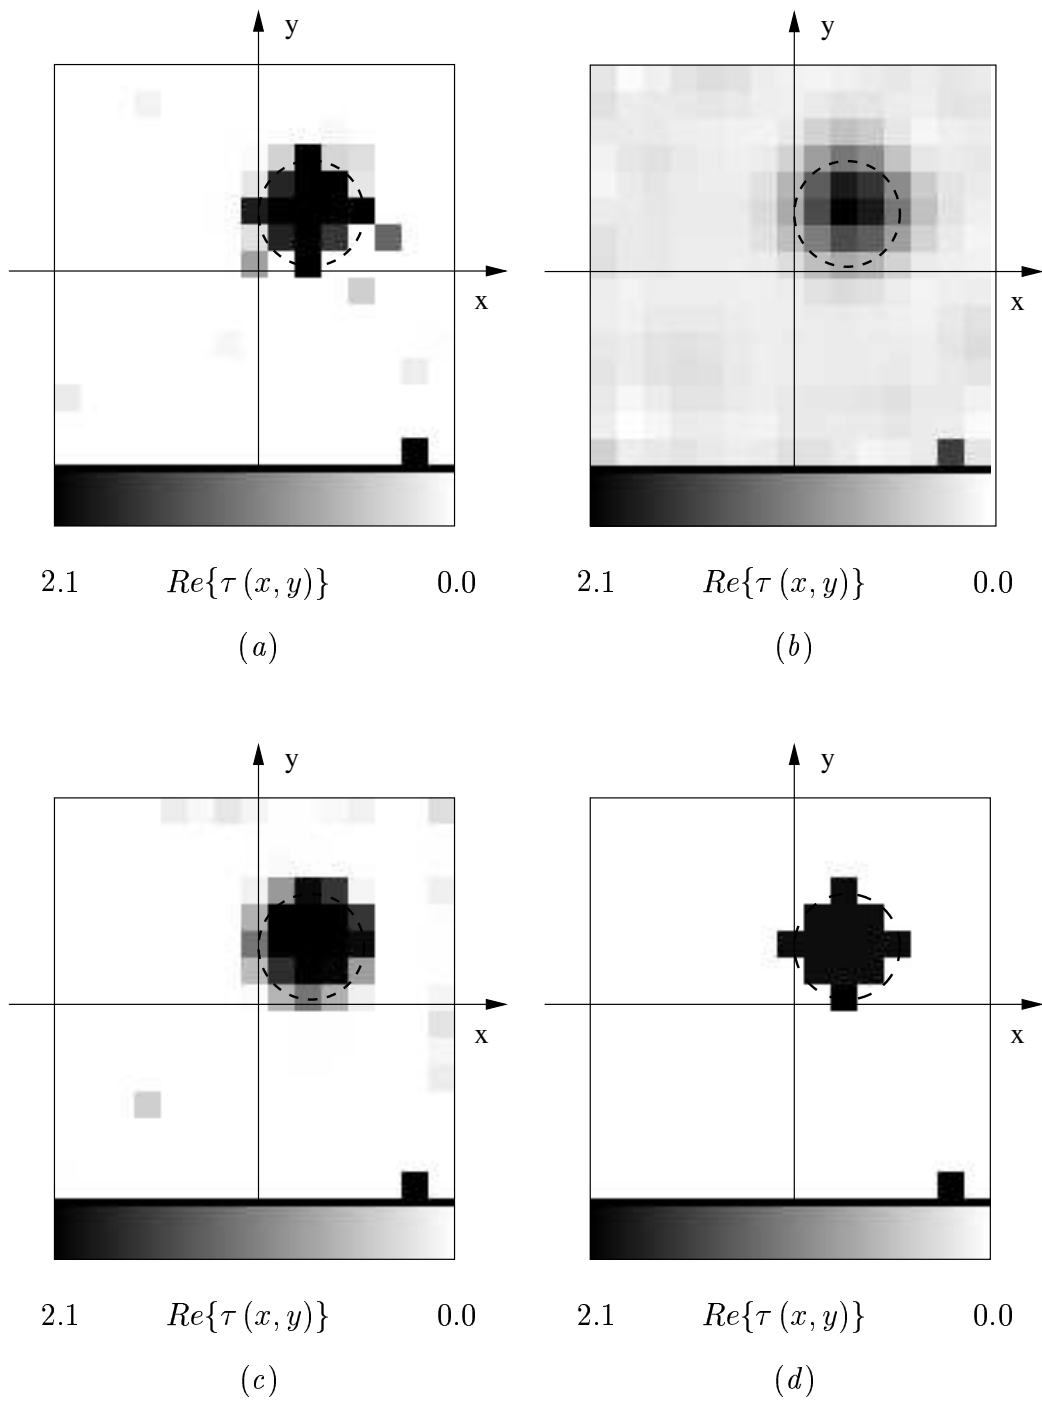 y y
x x
2.1 Re{τ (x, y)} 0.0 2.1 Re{τ (x, y)} 0.0
(a) (b)
y y
x x
2.1 Re{τ (x, y)} 0.0 2.1 Re{τ (x, y)} 0.0
(c) (d)